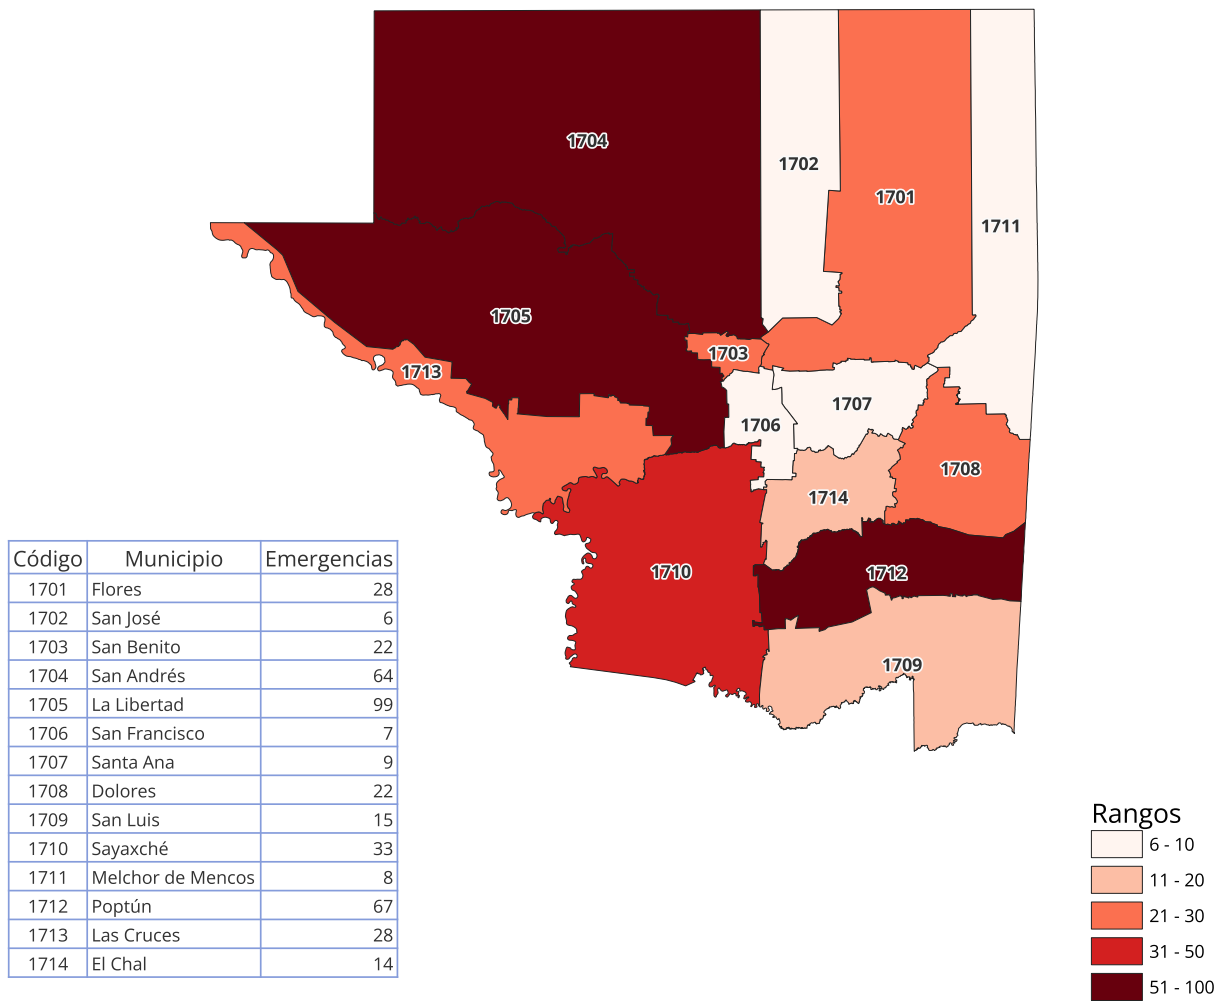 1704
1702
1701
1711
1705
1703
1713
1707
1706
1708
1714
1710
1712
1709
Código Municipio Emergencias
1701 Flores 28
1702 San José 6
1703 San Benito 22
1704 San Andrés 64
1705 La Libertad 99
1706 San Francisco 7
1707 Santa Ana 9
1708 Dolores 22
1709 San Luis 15
1710 Sayaxché 33
1711 Melchor de Mencos 8
1712 Poptún 67
1713 Las Cruces 28
1714 El Chal 14
Rangos
6 - 10
11 - 20
21 - 30
31 - 50
51 - 100